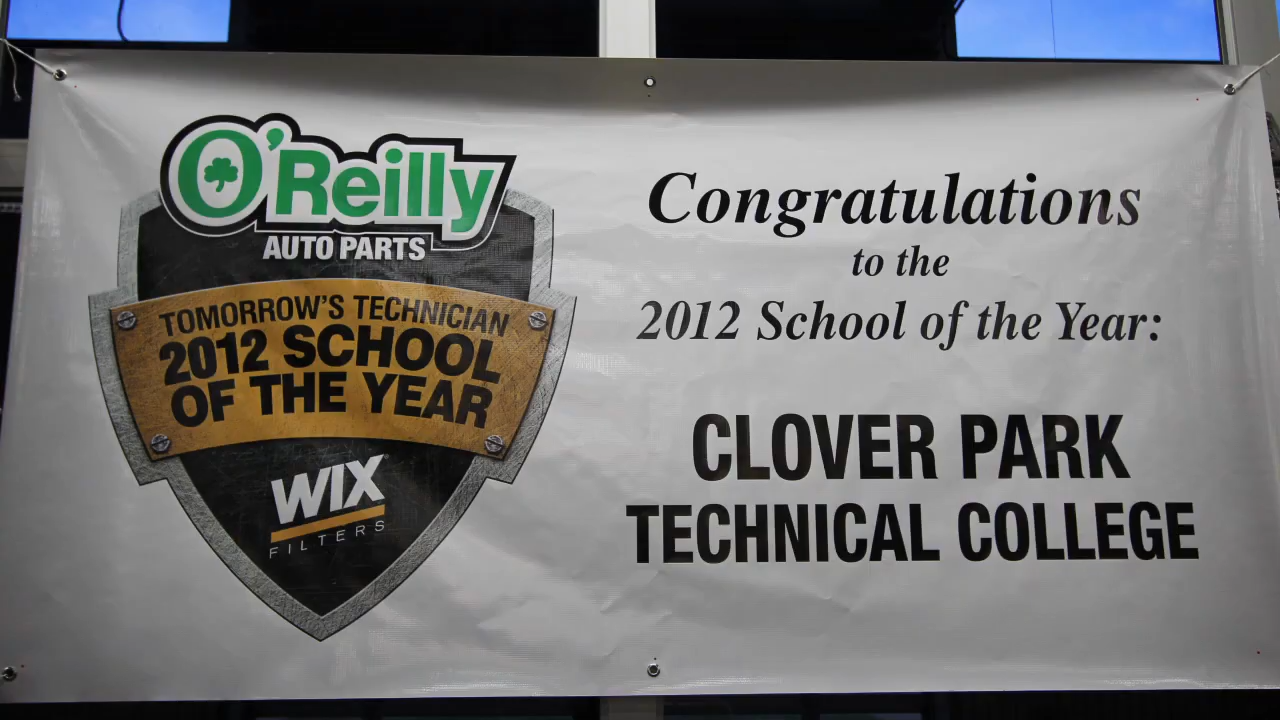 O'Reilly
AUTO PARTS
TOMORROW'S TECHNICIAN
2012 SCHOOL
OF THE YEAR
WIX
FILTERS
Congratulations
to the
2012 School of the Year:
CLOVER PARK
TECHNICAL COLLEGE